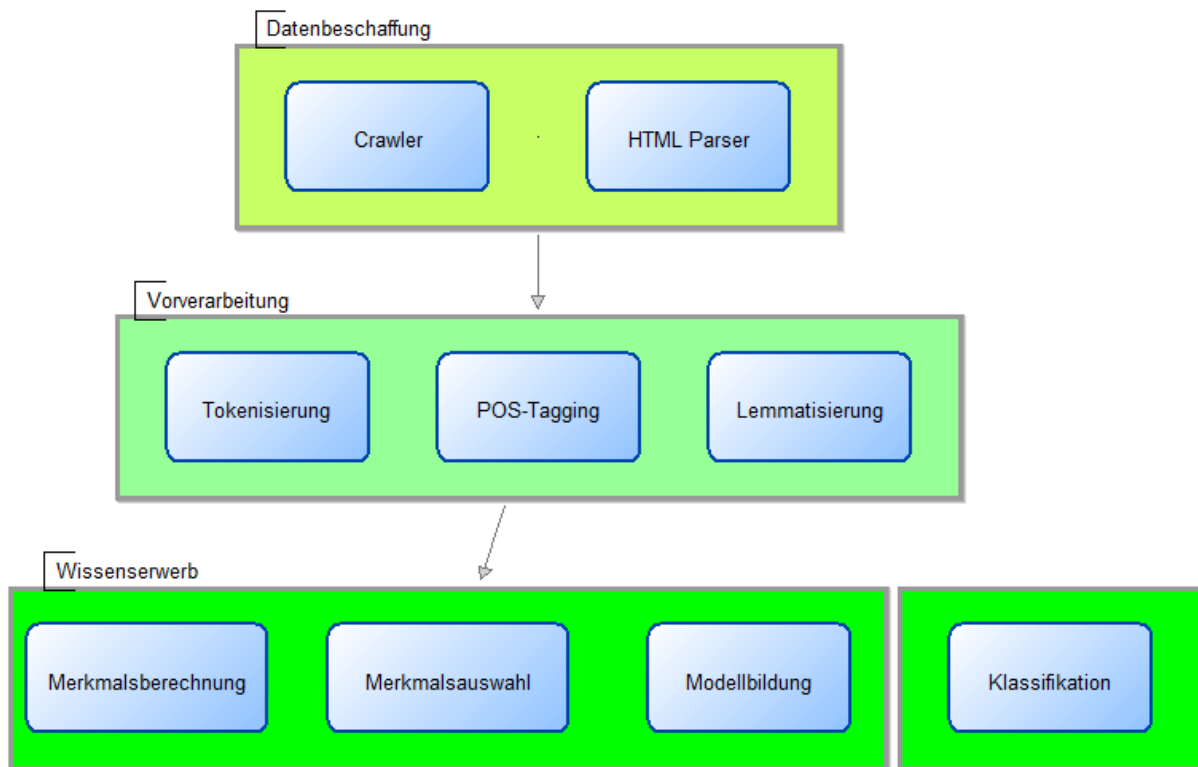 Datenbeschaffung
Crawler
HTML Parser
Vorverarbeitung
Tokenisierung
POS-Tagging
Lemmatisierung
Wissenserwerb
Merkmalsberechnung
Merkmalsauswahl
Modellbildung
Klassifikation